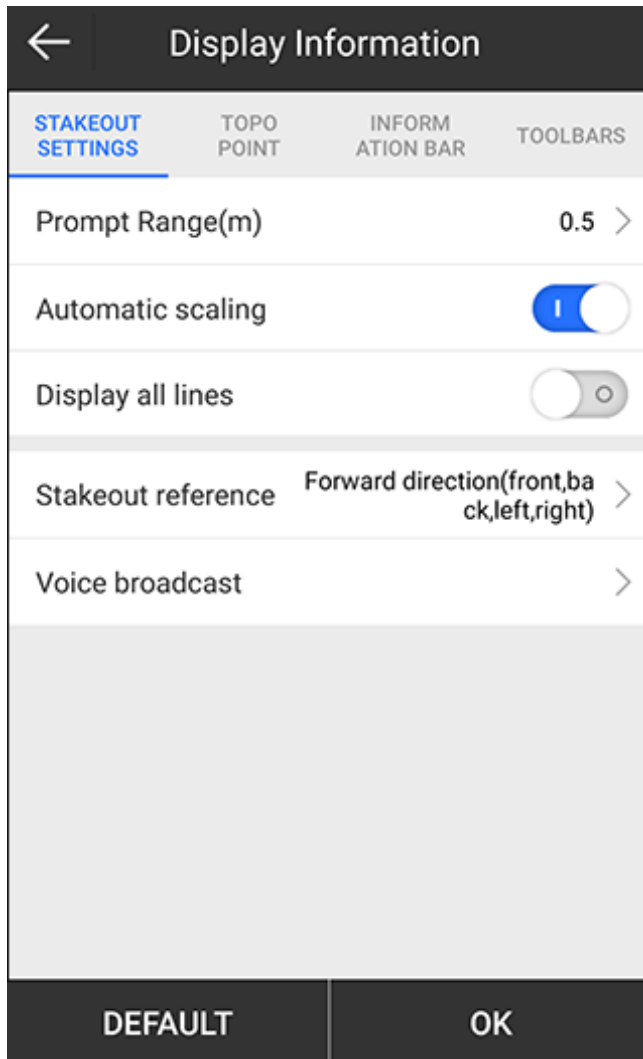 Display Information
STAKEOUT
SETTINGS
TOPO
POINT
INFORM
ATION BAR
TOOLBARS
Prompt Range(m)
0.5
Automatic scaling
Display all lines
Stakeout reference
Forward direction(front,ba
ck,left,right)
Voice broadcast
DEFAULT
OK